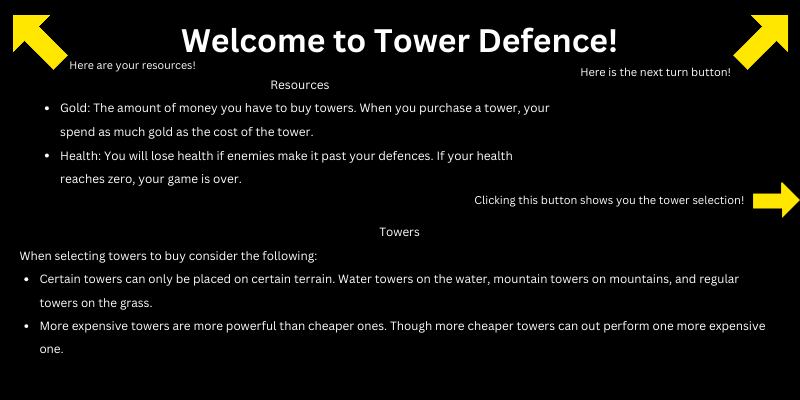 Welcome to Tower Defence!
Here are your resources!
Here is the next turn button!
Resources
• Gold: The amount of money you have to buy towers. When you purchase a tower, your
spend as much gold as the cost of the tower.
• Health: You will lose health if enemies make it past your defences. If your health
reaches zero, your game is over.
Clicking this button shows you the tower selection!
Towers
When selecting towers to buy consider the following:
• Certain towers can only be placed on certain terrain. Water towers on the water, mountain towers on mountains, and regular
towers on the grass.
• More expensive towers are more powerful than cheaper ones. Though more cheaper towers can out perform one more expensive
one.